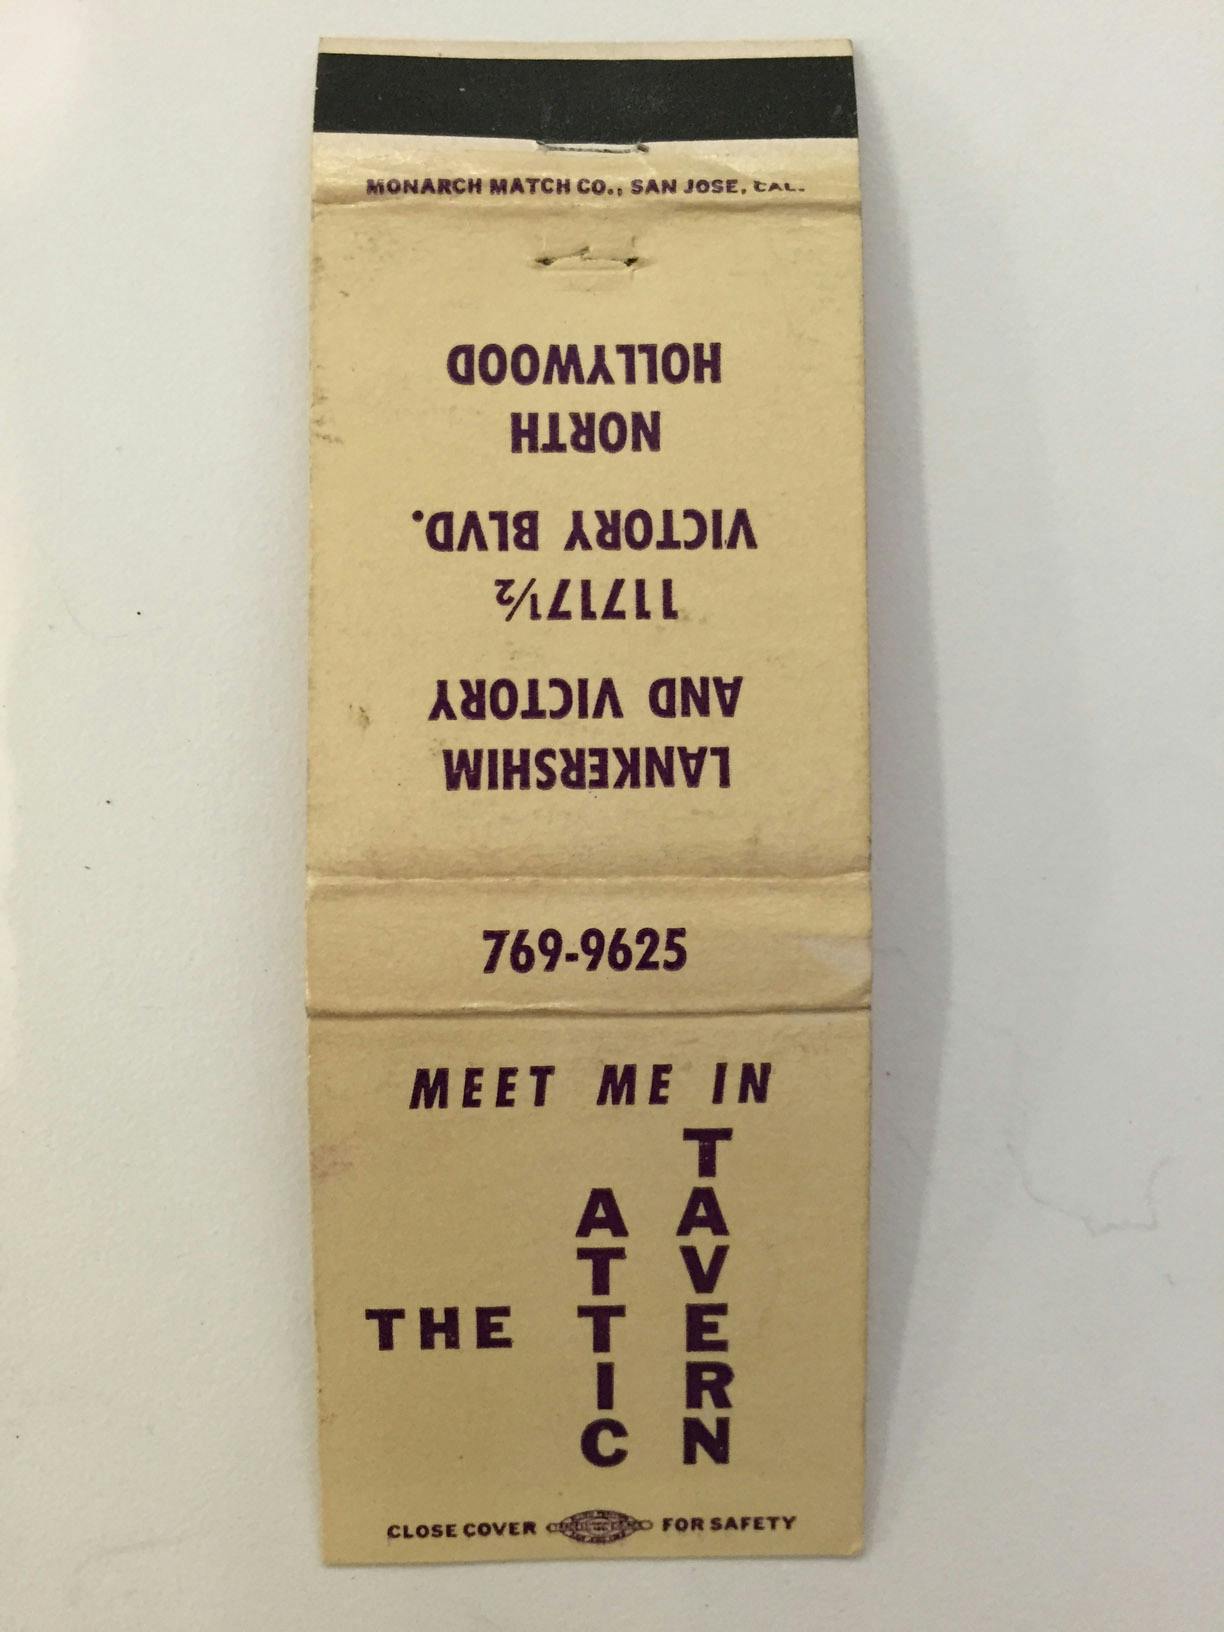 MONARCH MATCH CO., SAN JOSE, CAL.
LANKERSHIM
AND VICTORY
11717½
VICTORY BLVD.
NORTH
HOLLYWOOD
769-9625
MEET ME IN
THE
ATTIC
TAVERN
CLOSE COVER FOR SAFETY